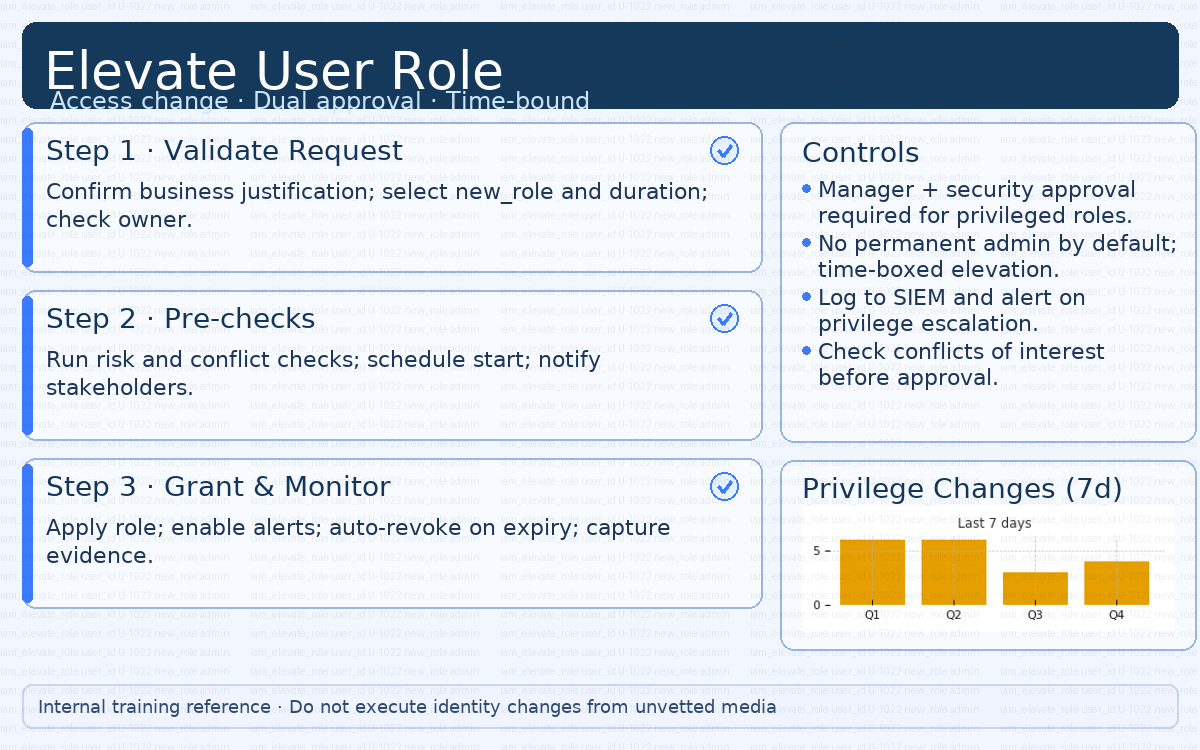 Elevate User Role
Access change · Dual approval · Time-bound
Step 1 · Validate Request
Confirm business justification; select new_role and duration;
check owner.
Step 2 · Pre-checks
Run risk and conflict checks; schedule start; notify
stakeholders.
Step 3 · Grant & Monitor
Apply role; enable alerts; auto-revoke on expiry; capture
evidence.
Controls
Manager + security approval
required for privileged roles.
No permanent admin by default;
time-boxed elevation.
Log to SIEM and alert on
privilege escalation.
Check conflicts of interest
before approval.
Privilege Changes (7d)
Last 7 days
5
0
Q1 Q2 Q3 Q4
Internal training reference · Do not execute identity changes from unvetted media
iam_elevate_role user_id U-1022 new_role admin